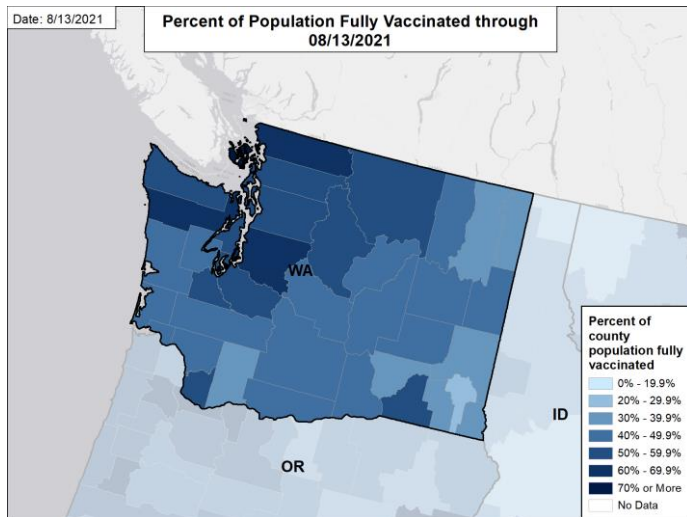 Date: 8/13/2021
Percent of Population Fully Vaccinated through
08/13/2021
WA
ID
OR
Percent of
county
population fully
vaccinated
0% - 19.9%
20% - 29.9%
30% - 39.9%
40% - 49.9%
50% - 59.9%
60% - 69.9%
70% or More
No Data